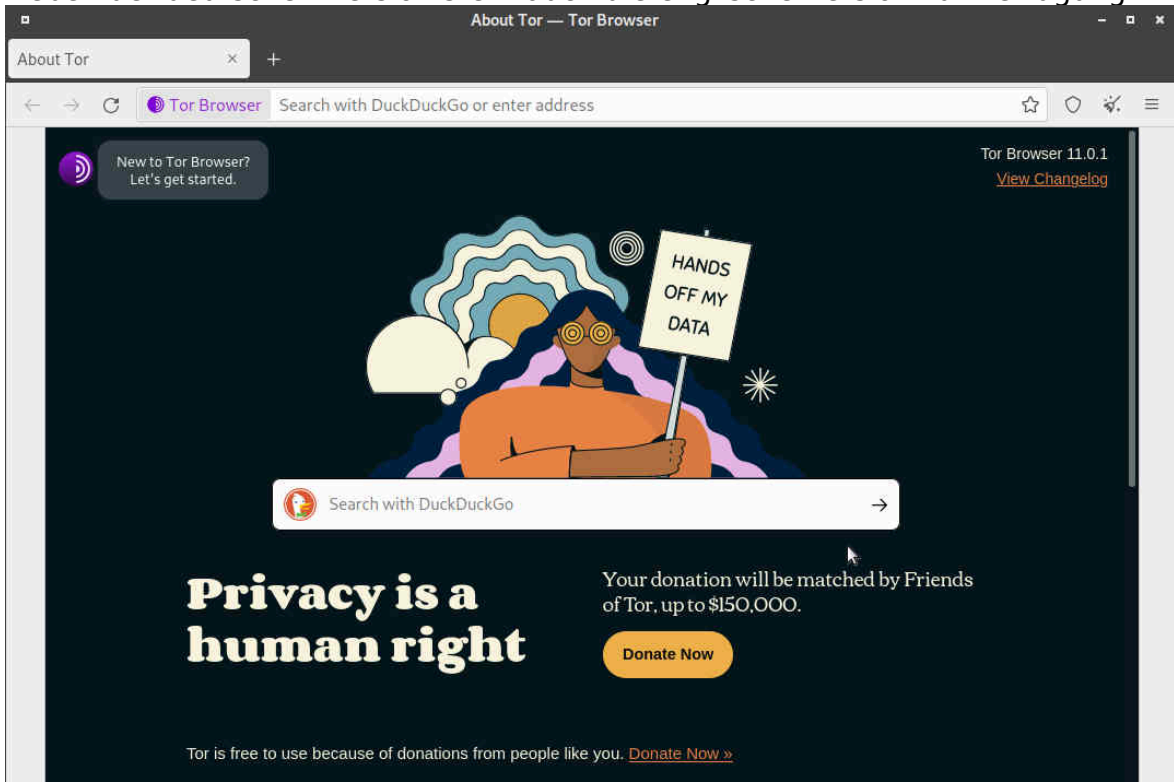 About Tor — Tor Browser
About Tor
Tor Browser Search with DuckDuckGo or enter address
New to Tor Browser?
Let's get started.
Tor Browser 11.0.1
View Changelog
HANDS
OFF MY
DATA
Search with DuckDuckGo
Privacy is a
human right
Your donation will be matched by Friends
of Tor, up to $150,000.
Donate Now
Tor is free to use because of donations from people like you. Donate Now »